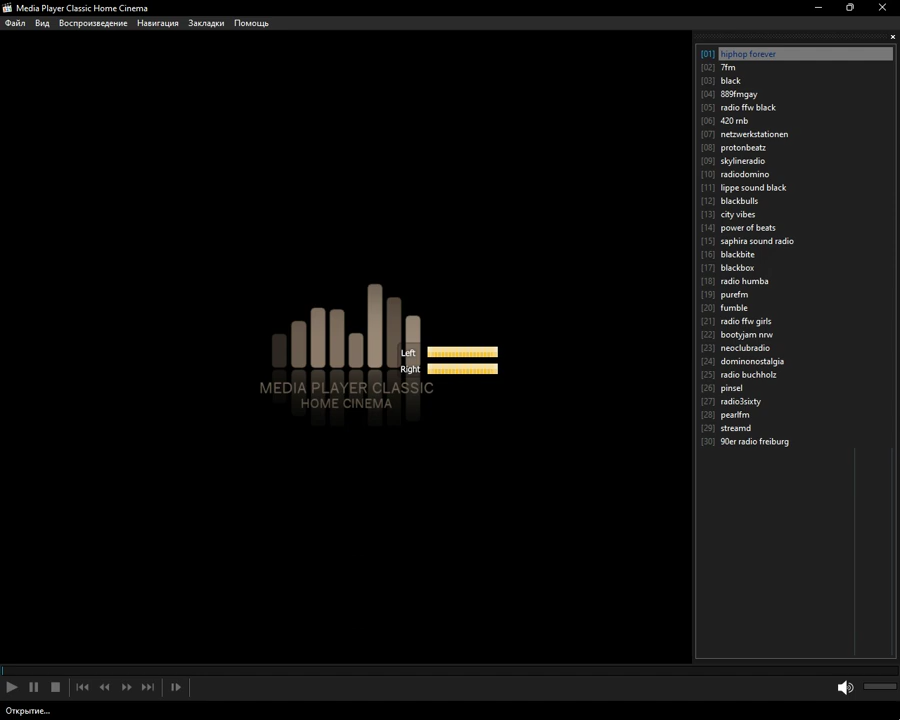 Media Player Classic Home Cinema
Файл Вид Воспроизведение Навигация Закладки Помощь
[01] hiphop forever
[02] 7fm
[03] black
[04] 889fmgay
[05] radio ffw black
[06] 420 rnb
[07] netzwerkstationen
[08] protonbeatz
[09] skylineradio
[10] radiodomino
[11] lippe sound black
[12] blackbulls
[13] city vibes
[14] power of beats
[15] saphira sound radio
[16] blackbite
[17] blackbox
[18] radio humba
[19] purefm
[20] fumble
[21] radio ffw girls
[22] bootyjam nrw
[23] neoclubradio
[24] dominonostalgia
[25] radio buchholz
[26] pinsel
[27] radio3sixty
[28] pearlfm
[29] streamd
[30] 90er radio freiburg
Left
Right
MEDIA PLAYER CLASSIC
HOME CINEMA
Открытие...